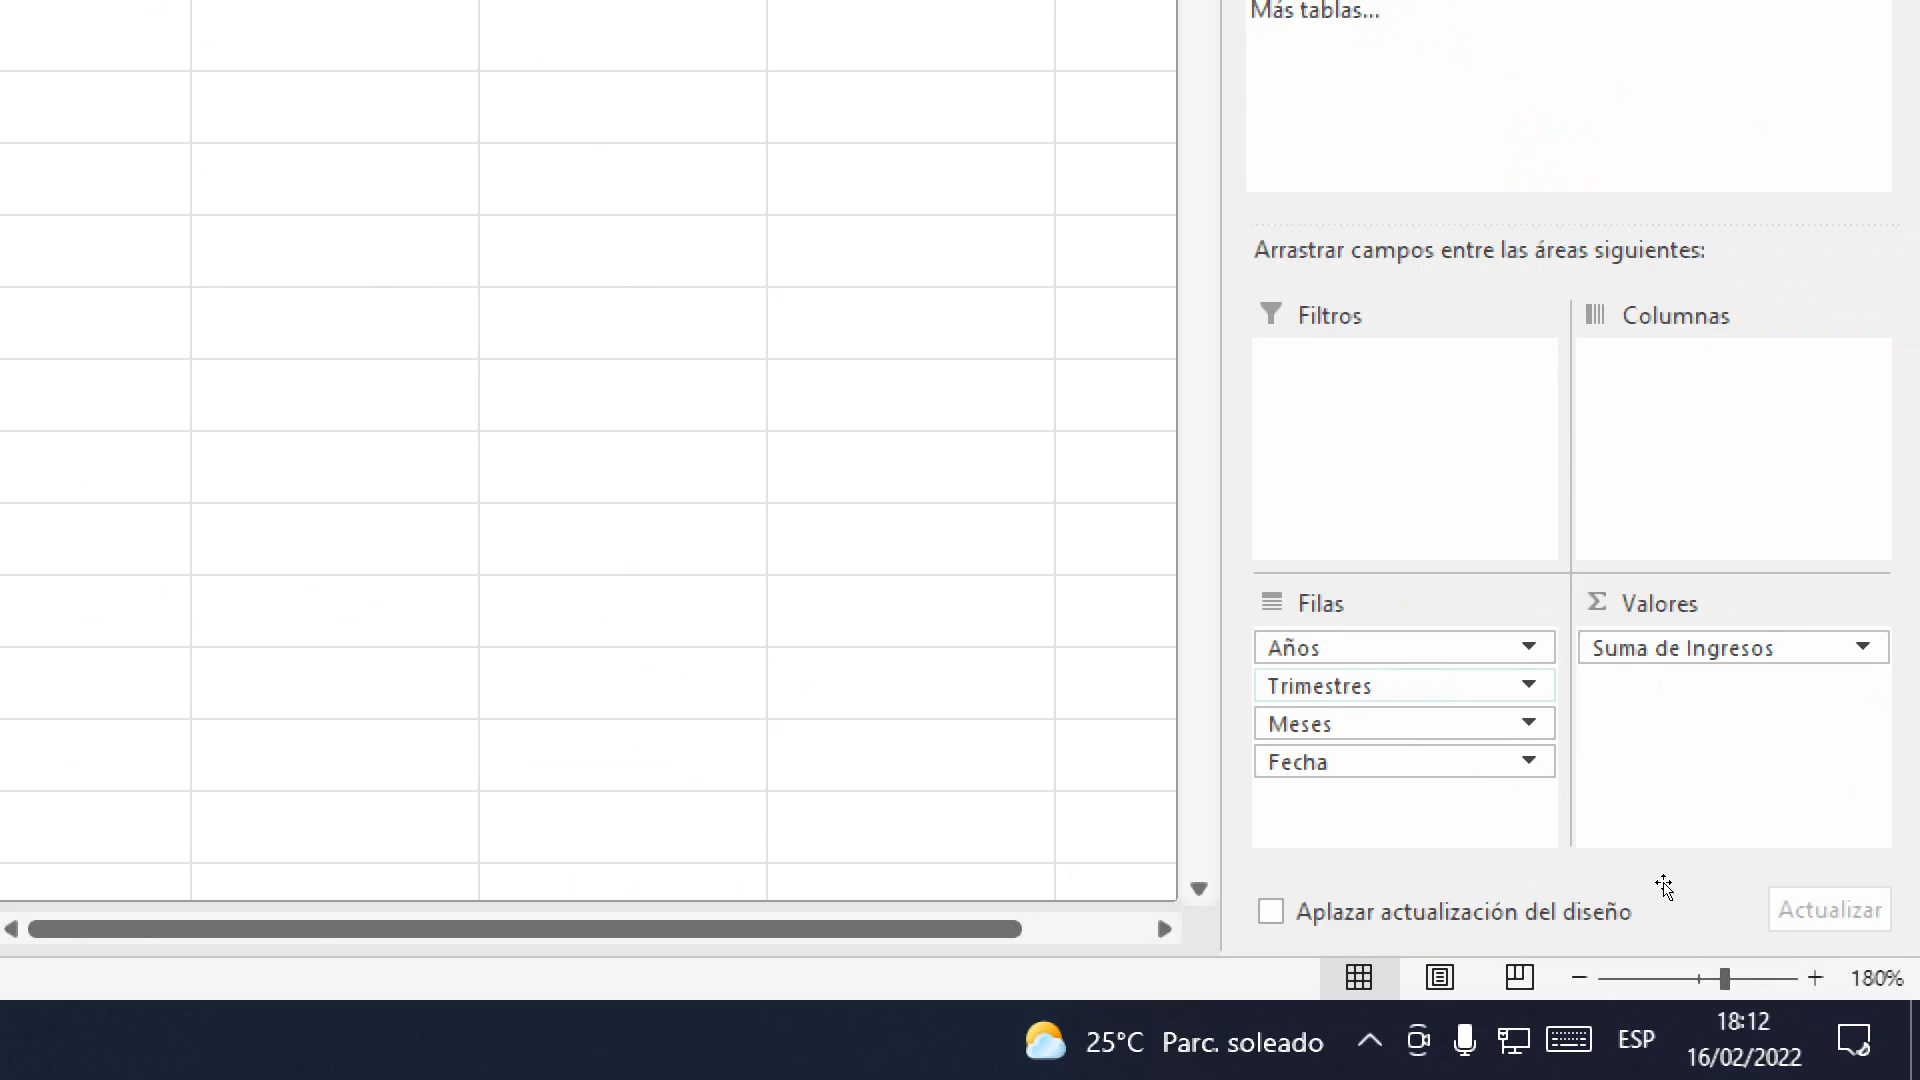 Más tablas...
Arrastrar campos entre las áreas siguientes:
Filtros
Columnas
Filas
Años
Trimestres
Meses
Fecha
Σ Valores
Suma de Ingresos
Aplazar actualización del diseño
Actualizar
180%
25°C Parc. soleado
ESP
18:12
16/02/2022